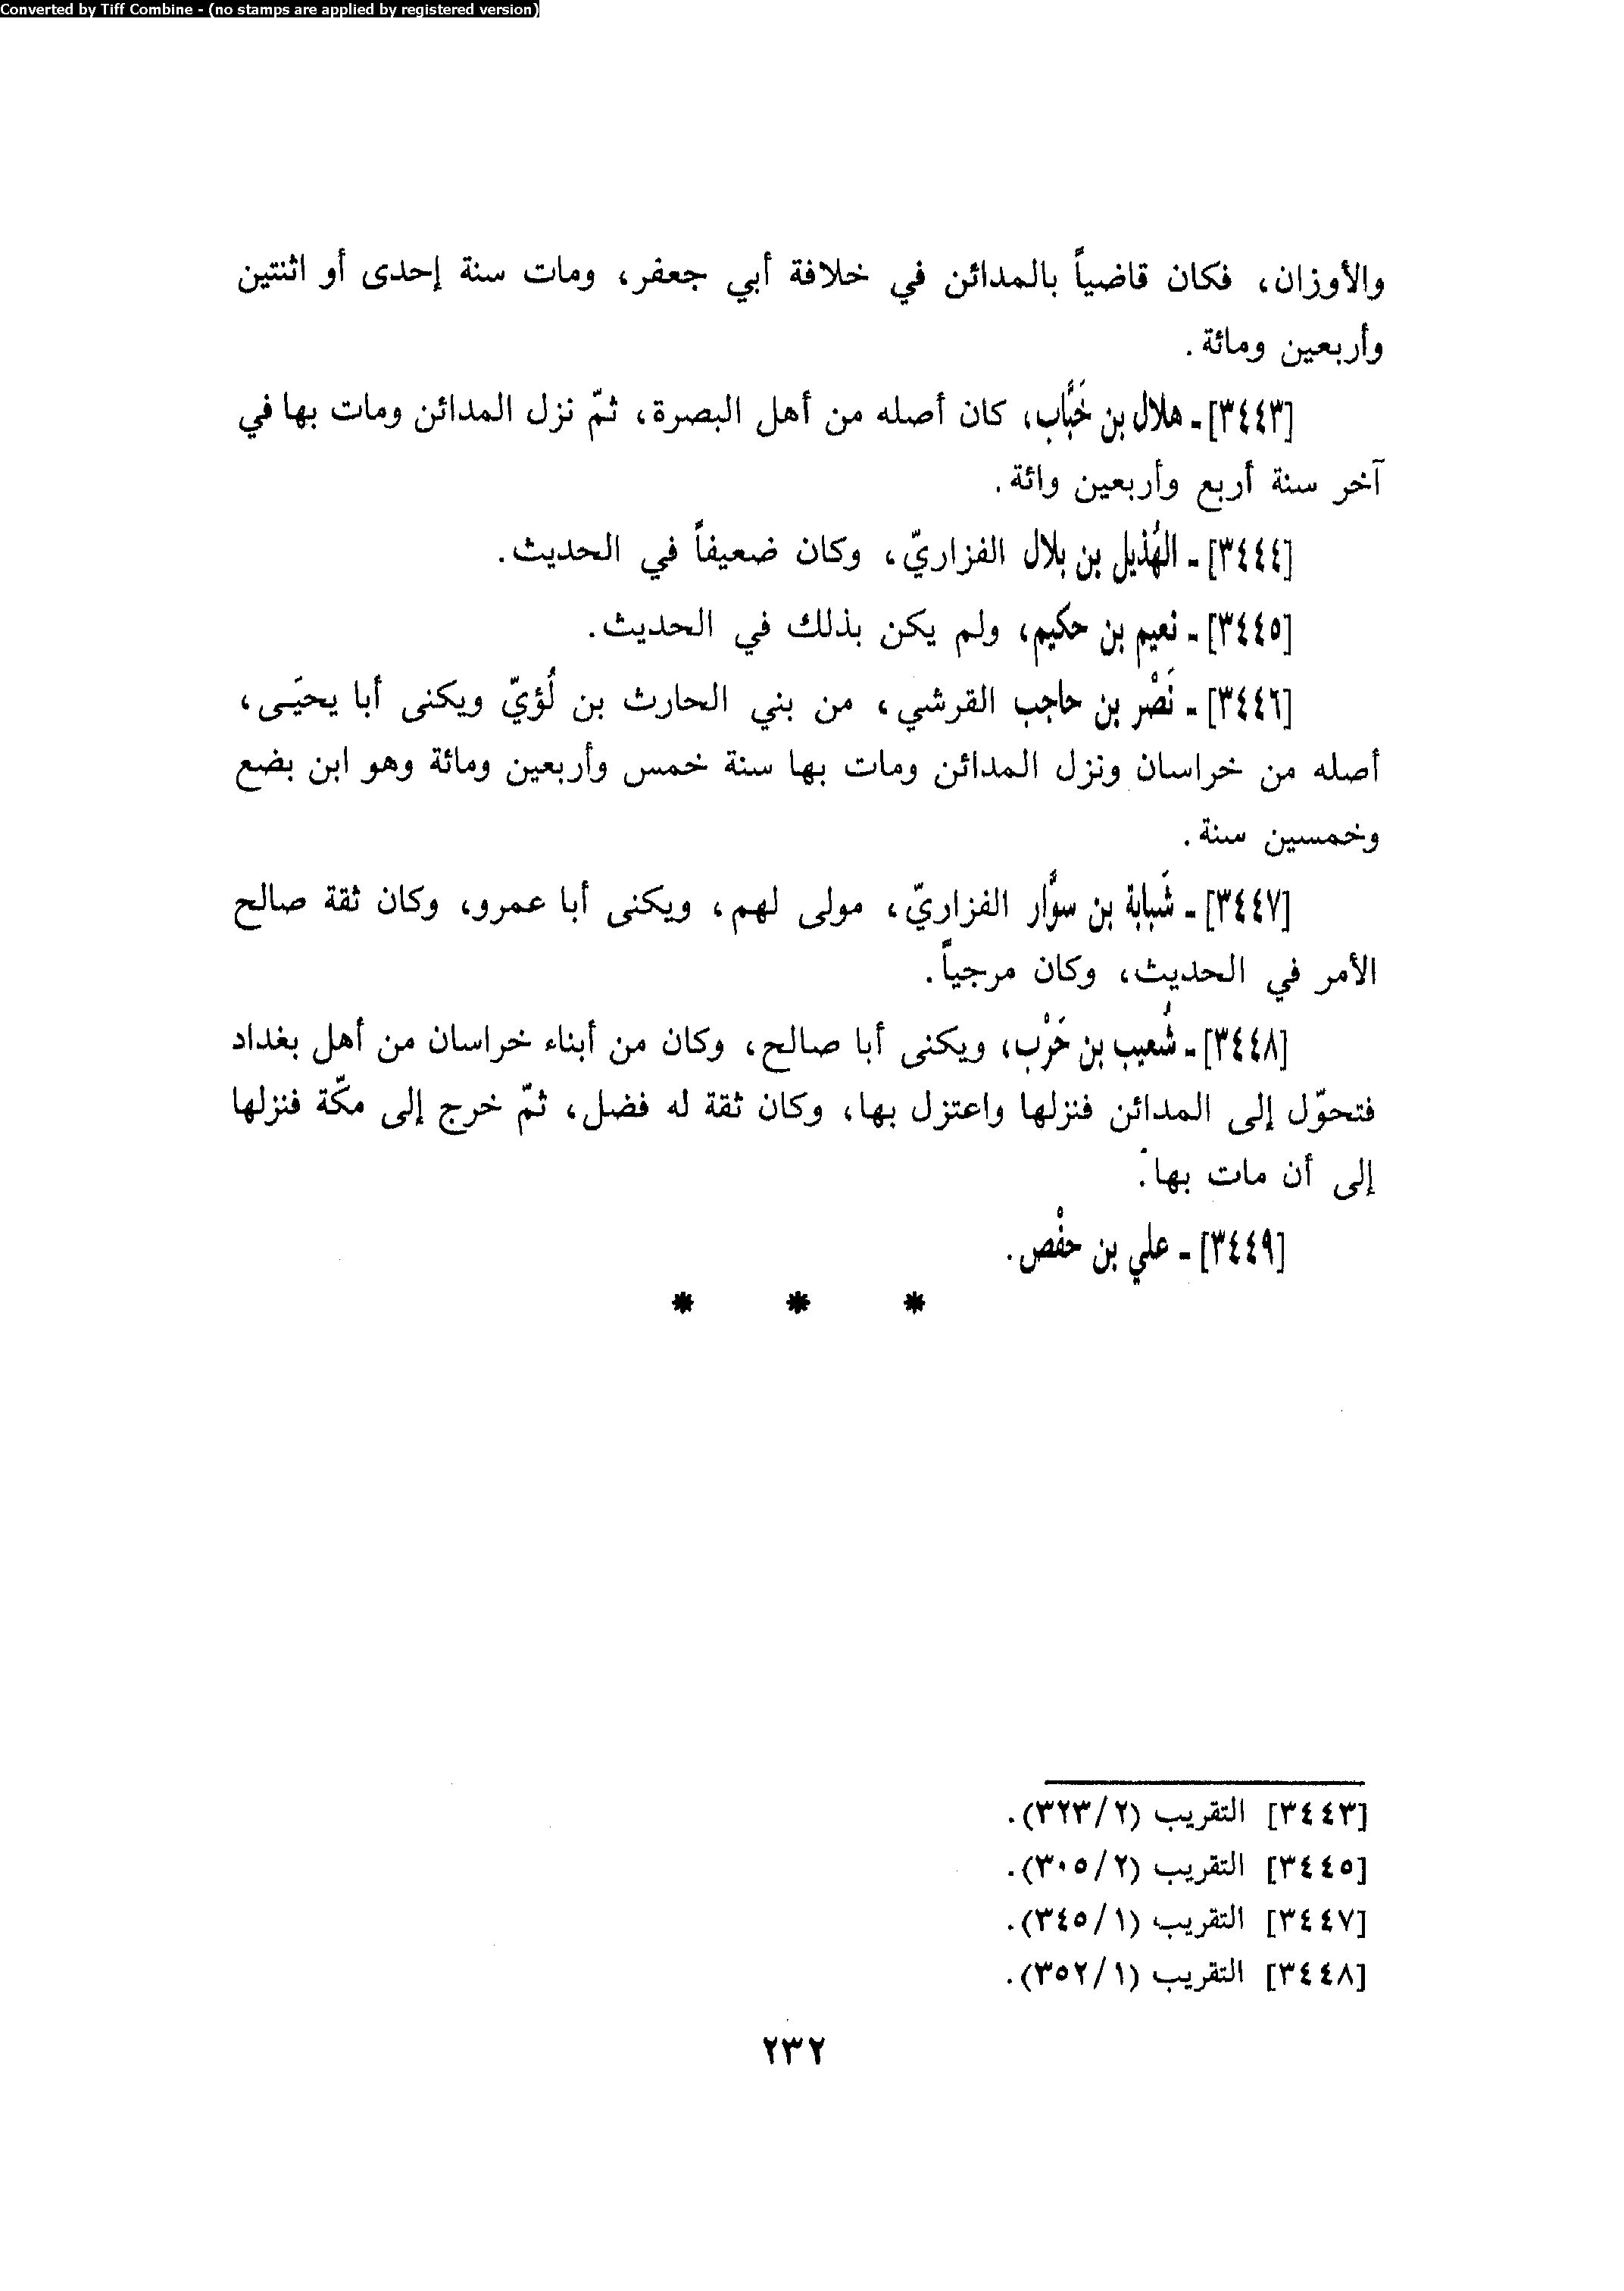 Converted by Tiff Combine - (no stamps are applied by registered version)
والأوزان، فكان قاضياً بالمدائن في خلافة أبي جعفر، ومات سنة إحدى أو اثنتين
وأربعين ومائة.
[٣٤٤٣]ـ هلال بن خَبَّاب، كان أصله من أهل البصرة، ثمّ نزل المدائن ومات بها في
آخر سنة أربع وأربعين وائة.
[٣٤٤٤]ـ الهُذيل بن بلال الفزاريّ، وكان ضعيفاً في الحديث.
[٣٤٤٥]ـ نعيم بن حكيم، ولم يكن بذلك في الحديث.
[٣٤٤٦]ـ نَصْر بن حاجب القرشي، من بني الحارث بن لُؤيّ ويكنى أبا يحيَـى،
أصله من خراسان ونزل المدائن ومات بها سنة خمس وأربعين ومائة وهو ابن بضع
وخمسين سنة.
[٣٤٤٧]ـ شَبابة بن سوَّار الفزاريّ، مولى لهم، ويكنى أبا عمرو، وكان ثقة صالح
الأمر في الحديث، وكان مرجياً.
[٣٤٤٨]ـ شُعيب بن حَرْب، ويكنى أبا صالح، وكان من أبناء خراسان من أهل بغداد
فتحوّل إلى المدائن فنزلها واعتزل بها، وكان ثقة له فضل، ثمّ خرج إلى مكّة فنزلها
إلى أن مات بها.
[٣٤٤٩]ـ علي بن حفْص.
* * *
[٣٤٤٣] التقريب (٢/٣٢٣).
[٣٤٤٥] التقريب (٢/٣٠٥).
[٣٤٤٧] التقريب (١/٣٤٥).
[٣٤٤٨] التقريب (١/٣٥٢).
٢٣٢